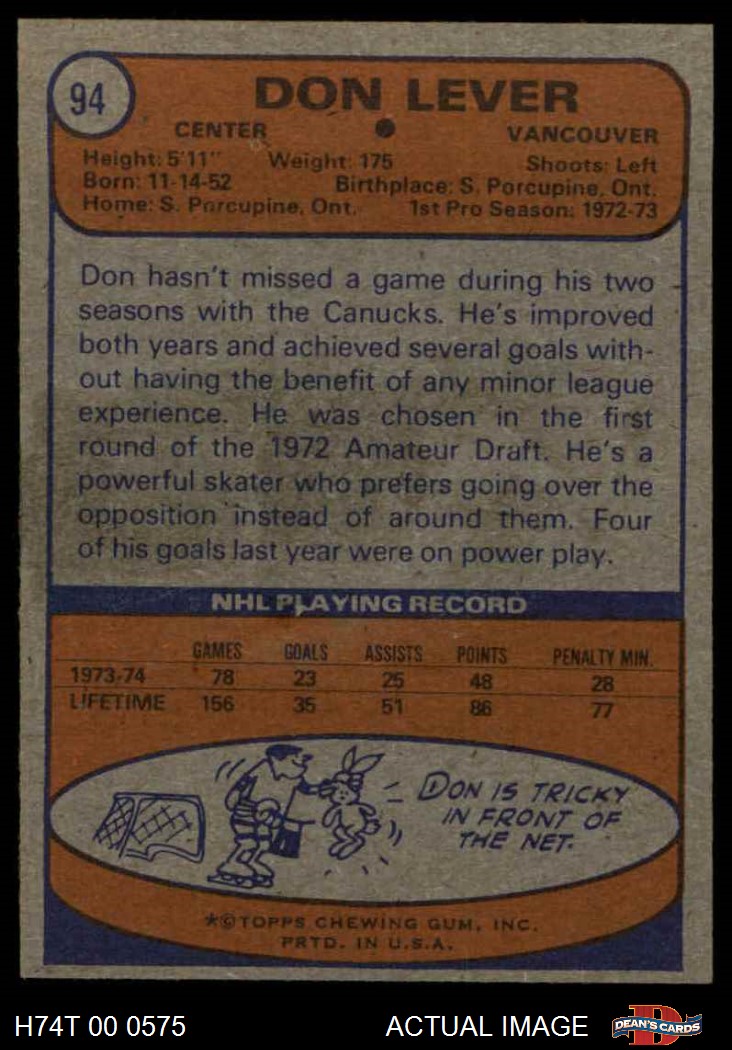 94
DON LEVER
CENTER ● VANCOUVER
Height: 5'11" Weight: 175 Shoots: Left
Born: 11-14-52 Birthplace: S. Porcupine, Ont.
Home: S. Porcupine, Ont. 1st Pro Season: 1972-73
Don hasn't missed a game during his two
seasons with the Canucks. He's improved
both years and achieved several goals with-
out having the benefit of any minor league
experience. He was chosen in the first
round of the 1972 Amateur Draft. He's a
powerful skater who prefers going over the
opposition instead of around them. Four
of his goals last year were on power play.
NHL PLAYING RECORD
GAMES GOALS ASSISTS POINTS PENALTY MIN.
1973-74 78 23 25 48 28
LIFETIME 156 35 51 86 77
DON IS TRICKY
IN FRONT OF
THE NET.
*©TOPPS CHEWING GUM, INC.
PRTD. IN U.S.A.
H74T 00 0575 ACTUAL IMAGE DEAN'S CARDS